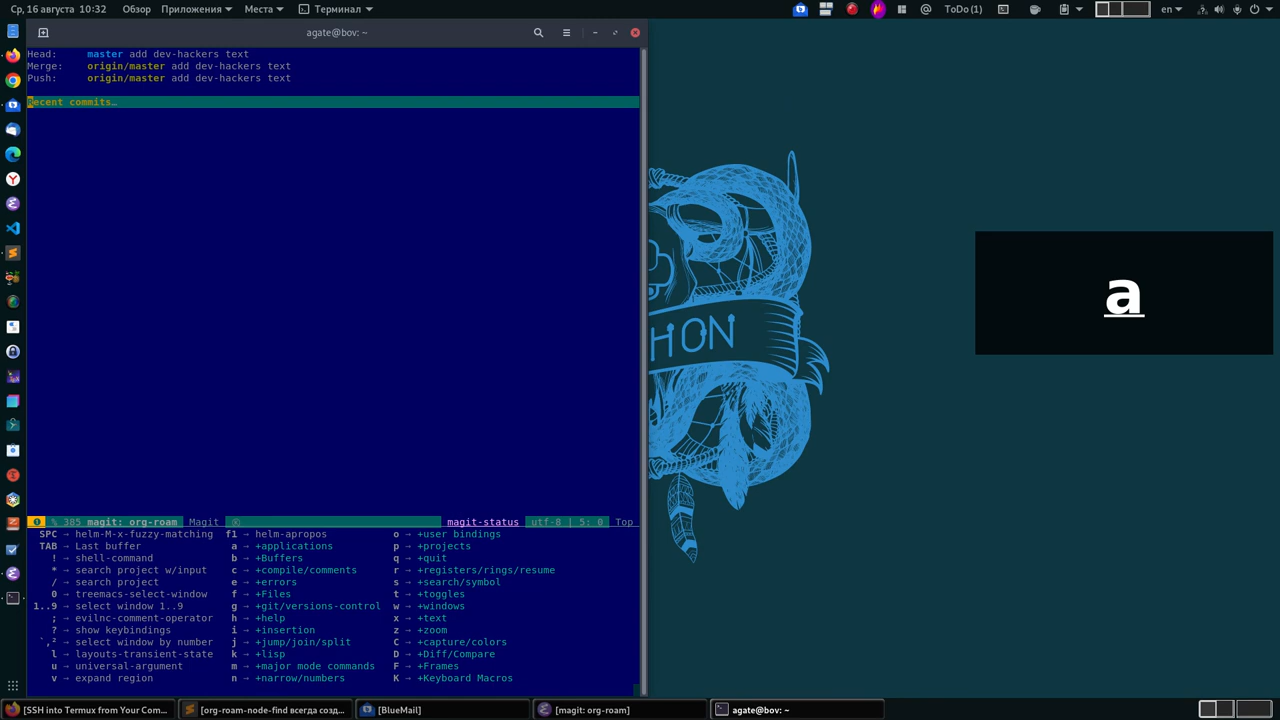 Ср, 16 августа 10:32 Обзор Приложения Места Терминал ToDo(1) en
agate@bov: ~
Head: master add dev-hackers text
Merge: origin/master add dev-hackers text
Push: origin/master add dev-hackers text
Recent commits…
HON
a
% 385 magit: org-roam Magit magit-status utf-8 | 5: 0 Top
SPC → helm-M-x-fuzzy-matching f1 → helm-apropos o → +user bindings
TAB → Last buffer a → +applications p → +projects
! → shell-command b → +Buffers q → +quit
* → search project w/input c → +compile/comments r → +registers/rings/resume
/ → search project e → +errors s → +search/symbol
0 → treemacs-select-window f → +Files t → +toggles
1..9 → select window 1..9 g → +git/versions-control w → +windows
; → evilnc-comment-operator h → +help x → +text
? → show keybindings i → +insertion z → +zoom
`,² → select window by number j → +jump/join/split C → +capture/colors
l → layouts-transient-state k → +lisp D → +Diff/Compare
u → universal-argument m → +major mode commands F → +Frames
v → expand region n → +narrow/numbers K → +Keyboard Macros
[SSH into Termux from Your Com… [org-roam-node-find всегда созд… [BlueMail] [magit: org-roam] agate@bov: ~